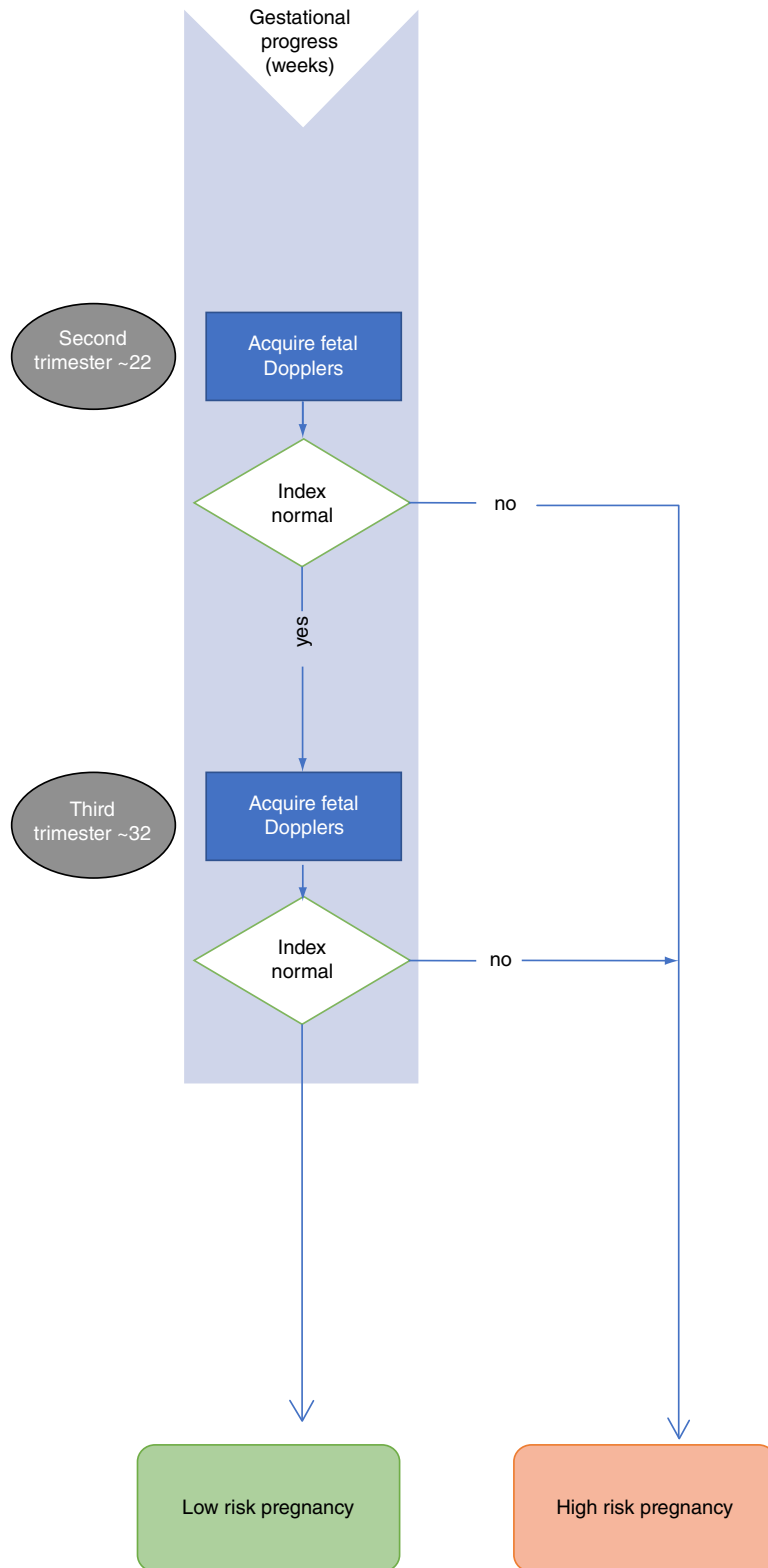 Gestational
progress
(weeks)
Second
trimester ~22
Acquire fetal
Dopplers
Index
normal
no
yes
Third
trimester ~32
Acquire fetal
Dopplers
Index
normal
no
Low risk pregnancy
High risk pregnancy